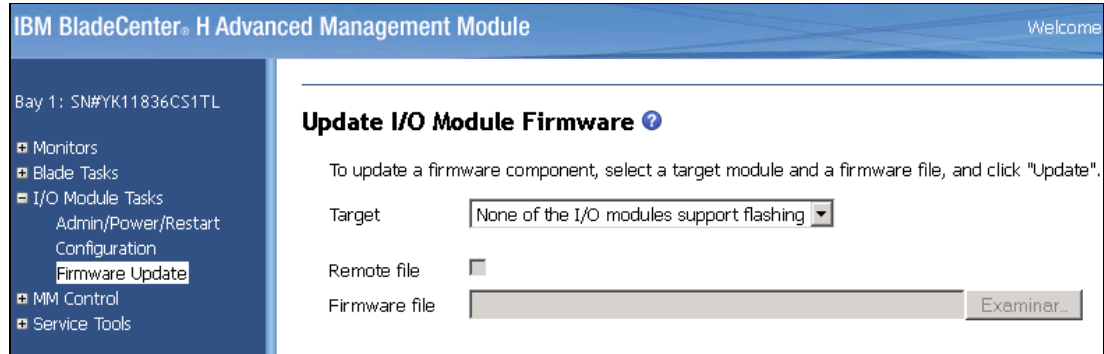 IBM BladeCenter® H Advanced Management Module
Welcome
Bay 1: SN#YK11836CS1TL
Monitors
Blade Tasks
I/O Module Tasks
Admin/Power/Restart
Configuration
Firmware Update
MM Control
Service Tools
Update I/O Module Firmware ?
To update a firmware component, select a target module and a firmware file, and click "Update".
Target None of the I/O modules support flashing
Remote file
Firmware file Examinar...